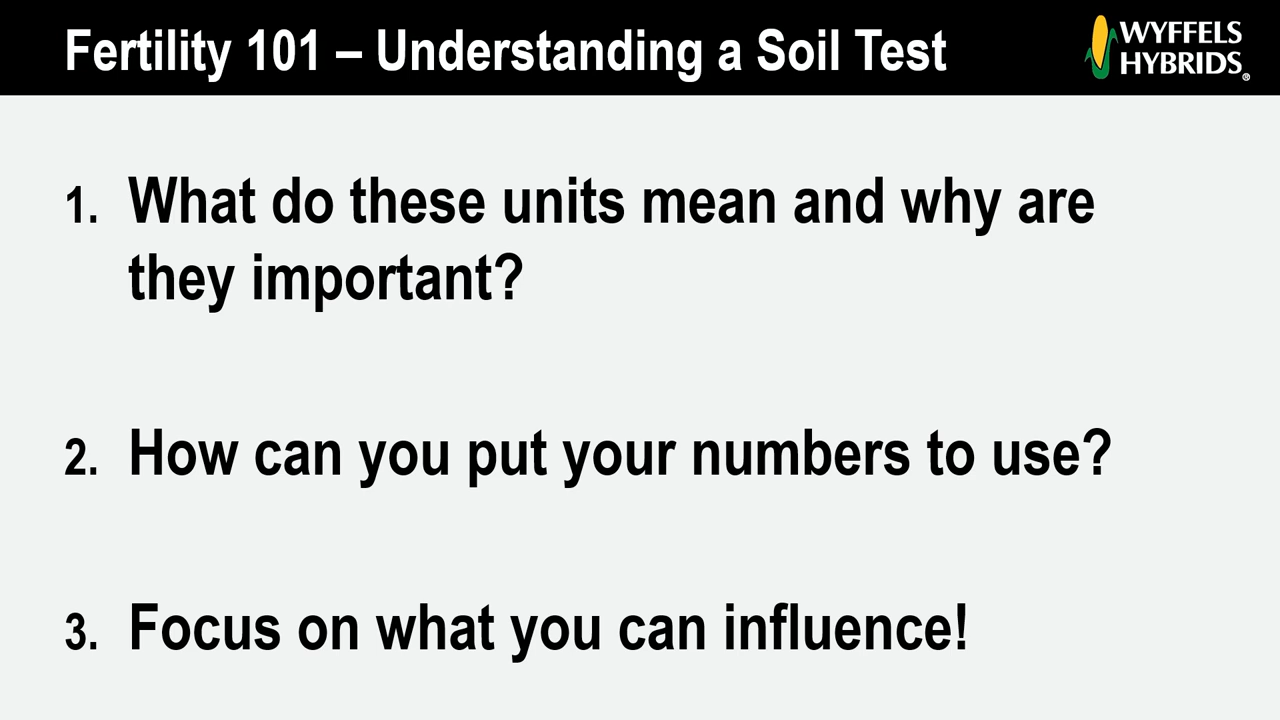 Fertility 101 – Understanding a Soil Test
WYFFELS
HYBRIDS®
1. What do these units mean and why are
they important?
2. How can you put your numbers to use?
3. Focus on what you can influence!